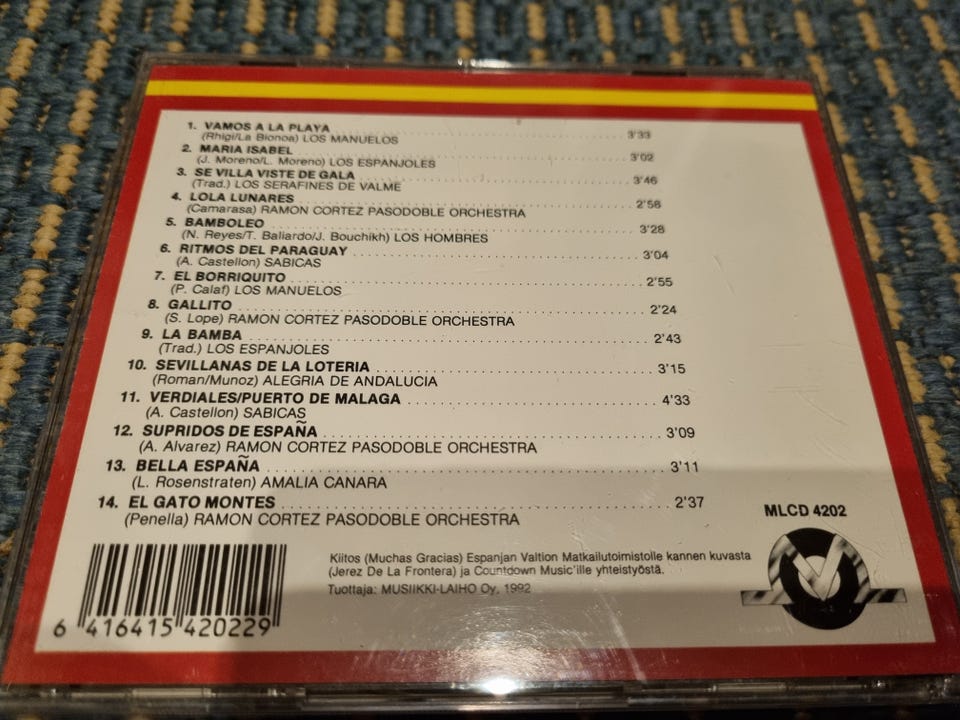 1. VAMOS A LA PLAYA 3'33
(Rhigi/La Bionoa) LOS MANUELOS
2. MARIA ISABEL 3'02
(J. Moreno/L. Moreno) LOS ESPANJOLES
3. SE VILLA VISTE DE GALA 3'46
(Trad.) LOS SERAFINES DE VALME
4. LOLA LUNARES 2'58
(Camarasa) RAMON CORTEZ PASODOBLE ORCHESTRA
5. BAMBOLEO 3'28
(N. Reyes/T. Baliardo/J. Bouchikh) LOS HOMBRES
6. RITMOS DEL PARAGUAY 3'04
(A. Castellon) SABICAS
7. EL BORRIQUITO 2'55
(P. Calaf) LOS MANUELOS
8. GALLITO 2'24
(S. Lope) RAMON CORTEZ PASODOBLE ORCHESTRA
9. LA BAMBA 2'43
(Trad.) LOS ESPANJOLES
10. SEVILLANAS DE LA LOTERIA 3'15
(Roman/Munoz) ALEGRIA DE ANDALUCIA
11. VERDIALES/PUERTO DE MALAGA 4'33
(A. Castellon) SABICAS
12. SUPRIDOS DE ESPAÑA 3'09
(A. Alvarez) RAMON CORTEZ PASODOBLE ORCHESTRA
13. BELLA ESPAÑA 3'11
(L. Rosenstraten) AMALIA CANARA
14. EL GATO MONTES 2'37
(Penella) RAMON CORTEZ PASODOBLE ORCHESTRA
MLCD 4202
Kiitos (Muchas Gracias) Espanjan Valtion Matkailutoimistolle kannen kuvasta
(Jerez De La Frontera) ja Countdown Music'ille yhteistyöstä.
Tuottaja: MUSIIKKI-LAIHO Oy, 1992
6 416415 420229